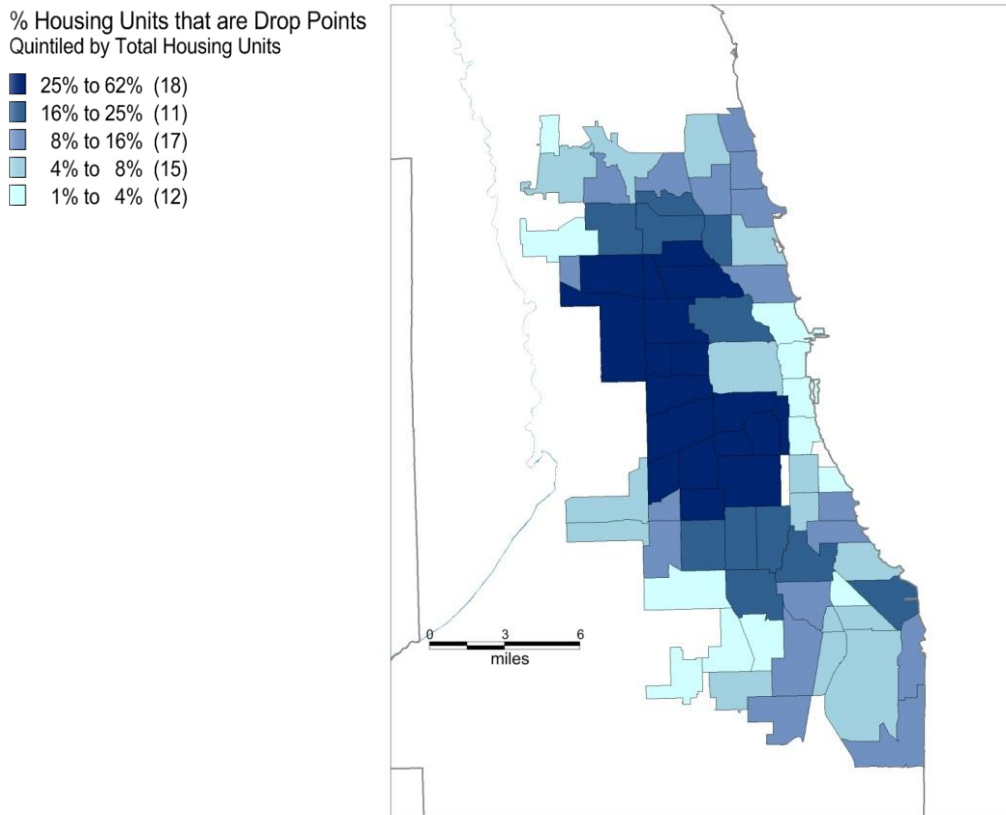 % Housing Units that are Drop Points
Quintiled by Total Housing Units
25% to 62% (18)
16% to 25% (11)
8% to 16% (17)
4% to 8% (15)
1% to 4% (12)
0 3 6
miles